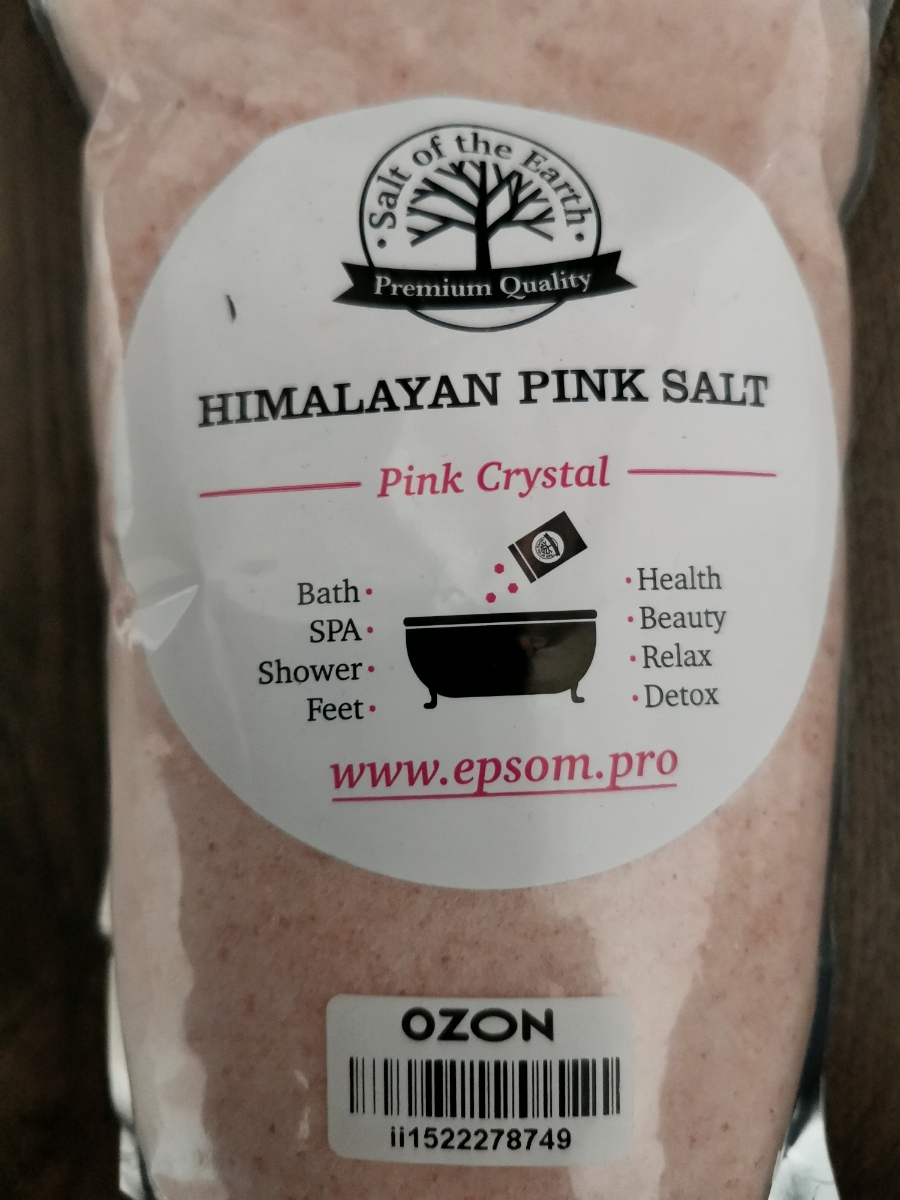 · Salt of the Earth ·
Premium Quality
HIMALAYAN PINK SALT
Pink Crystal
Bath ·
SPA ·
Shower ·
Feet ·
· Health
· Beauty
· Relax
· Detox
www.epsom.pro
OZON
ii1522278749